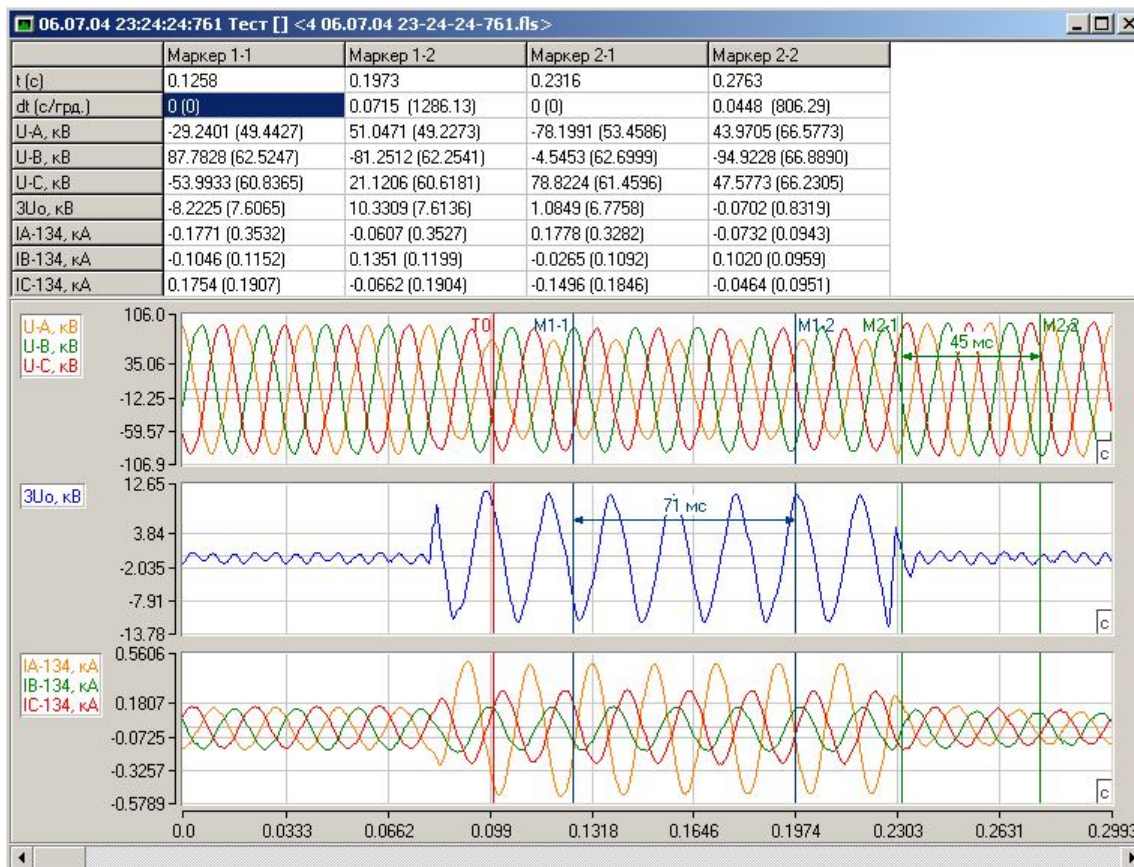 06.07.04 23:24:24:761 Тест [] <4 06.07.04 23-24-24-761.fls>
Маркер 1-1 Маркер 1-2 Маркер 2-1 Маркер 2-2
t (с) 0.1258 0.1973 0.2316 0.2763
dt (с/грд.) 0 (0) 0.0715 (1286.13) 0 (0) 0.0448 (806.29)
U-A, кВ -29.2401 (49.4427) 51.0471 (49.2273) -78.1991 (53.4586) 43.9705 (66.5773)
U-B, кВ 87.7828 (62.5247) -81.2512 (62.2541) -4.5453 (62.6999) -94.9228 (66.8890)
U-C, кВ -53.9933 (60.8365) 21.1206 (60.6181) 78.8224 (61.4596) 47.5773 (66.2305)
3Uo, кВ -8.2225 (7.6065) 10.3309 (7.6136) 1.0849 (6.7758) -0.0702 (0.8319)
IA-134, кА -0.1771 (0.3532) -0.0607 (0.3527) 0.1778 (0.3282) -0.0732 (0.0943)
IB-134, кА -0.1046 (0.1152) 0.1351 (0.1199) -0.0265 (0.1092) 0.1020 (0.0959)
IC-134, кА 0.1754 (0.1907) -0.0662 (0.1904) -0.1496 (0.1846) -0.0464 (0.0951)
U-A, кВ
U-B, кВ
U-C, кВ
106.0
35.06
-12.25
-59.57
-106.9
T0 M1-1 M1-2 M2-1 M2-2
45 мс
с
3Uo, кВ
12.65
3.84
-2.035
-7.91
-13.78
71 мс
с
IA-134, кА
IB-134, кА
IC-134, кА
0.5606
0.1807
-0.0725
-0.3257
-0.5789
с
0.0 0.0333 0.0662 0.099 0.1318 0.1646 0.1974 0.2303 0.2631 0.2993